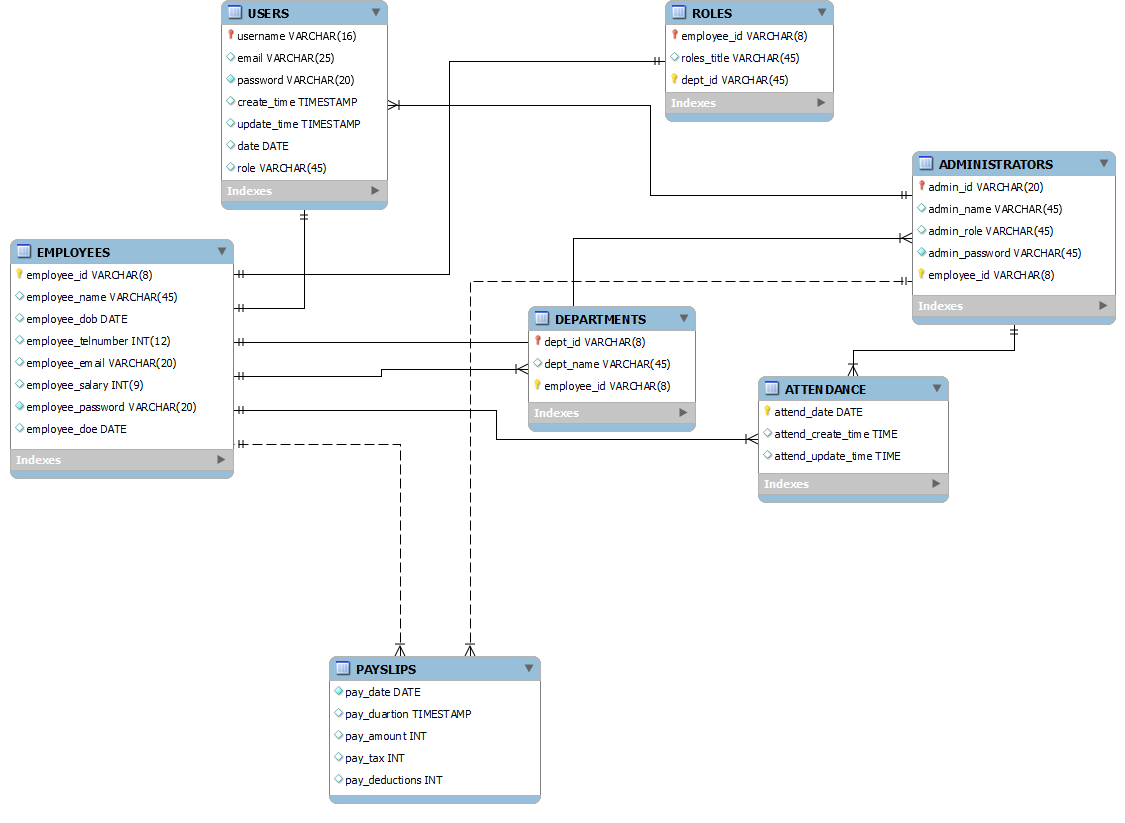 USERS
username VARCHAR(16)
email VARCHAR(25)
password VARCHAR(20)
create_time TIMESTAMP
update_time TIMESTAMP
date DATE
role VARCHAR(45)
Indexes
ROLES
employee_id VARCHAR(8)
roles_title VARCHAR(45)
dept_id VARCHAR(45)
Indexes
ADMINISTRATORS
admin_id VARCHAR(20)
admin_name VARCHAR(45)
admin_role VARCHAR(45)
admin_password VARCHAR(45)
employee_id VARCHAR(8)
Indexes
EMPLOYEES
employee_id VARCHAR(8)
employee_name VARCHAR(45)
employee_dob DATE
employee_telnumber INT(12)
employee_email VARCHAR(20)
employee_salary INT(9)
employee_password VARCHAR(20)
employee_doe DATE
Indexes
DEPARTMENTS
dept_id VARCHAR(8)
dept_name VARCHAR(45)
employee_id VARCHAR(8)
Indexes
ATTENDANCE
attend_date DATE
attend_create_time TIME
attend_update_time TIME
Indexes
PAYSLIPS
pay_date DATE
pay_duartion TIMESTAMP
pay_amount INT
pay_tax INT
pay_deductions INT